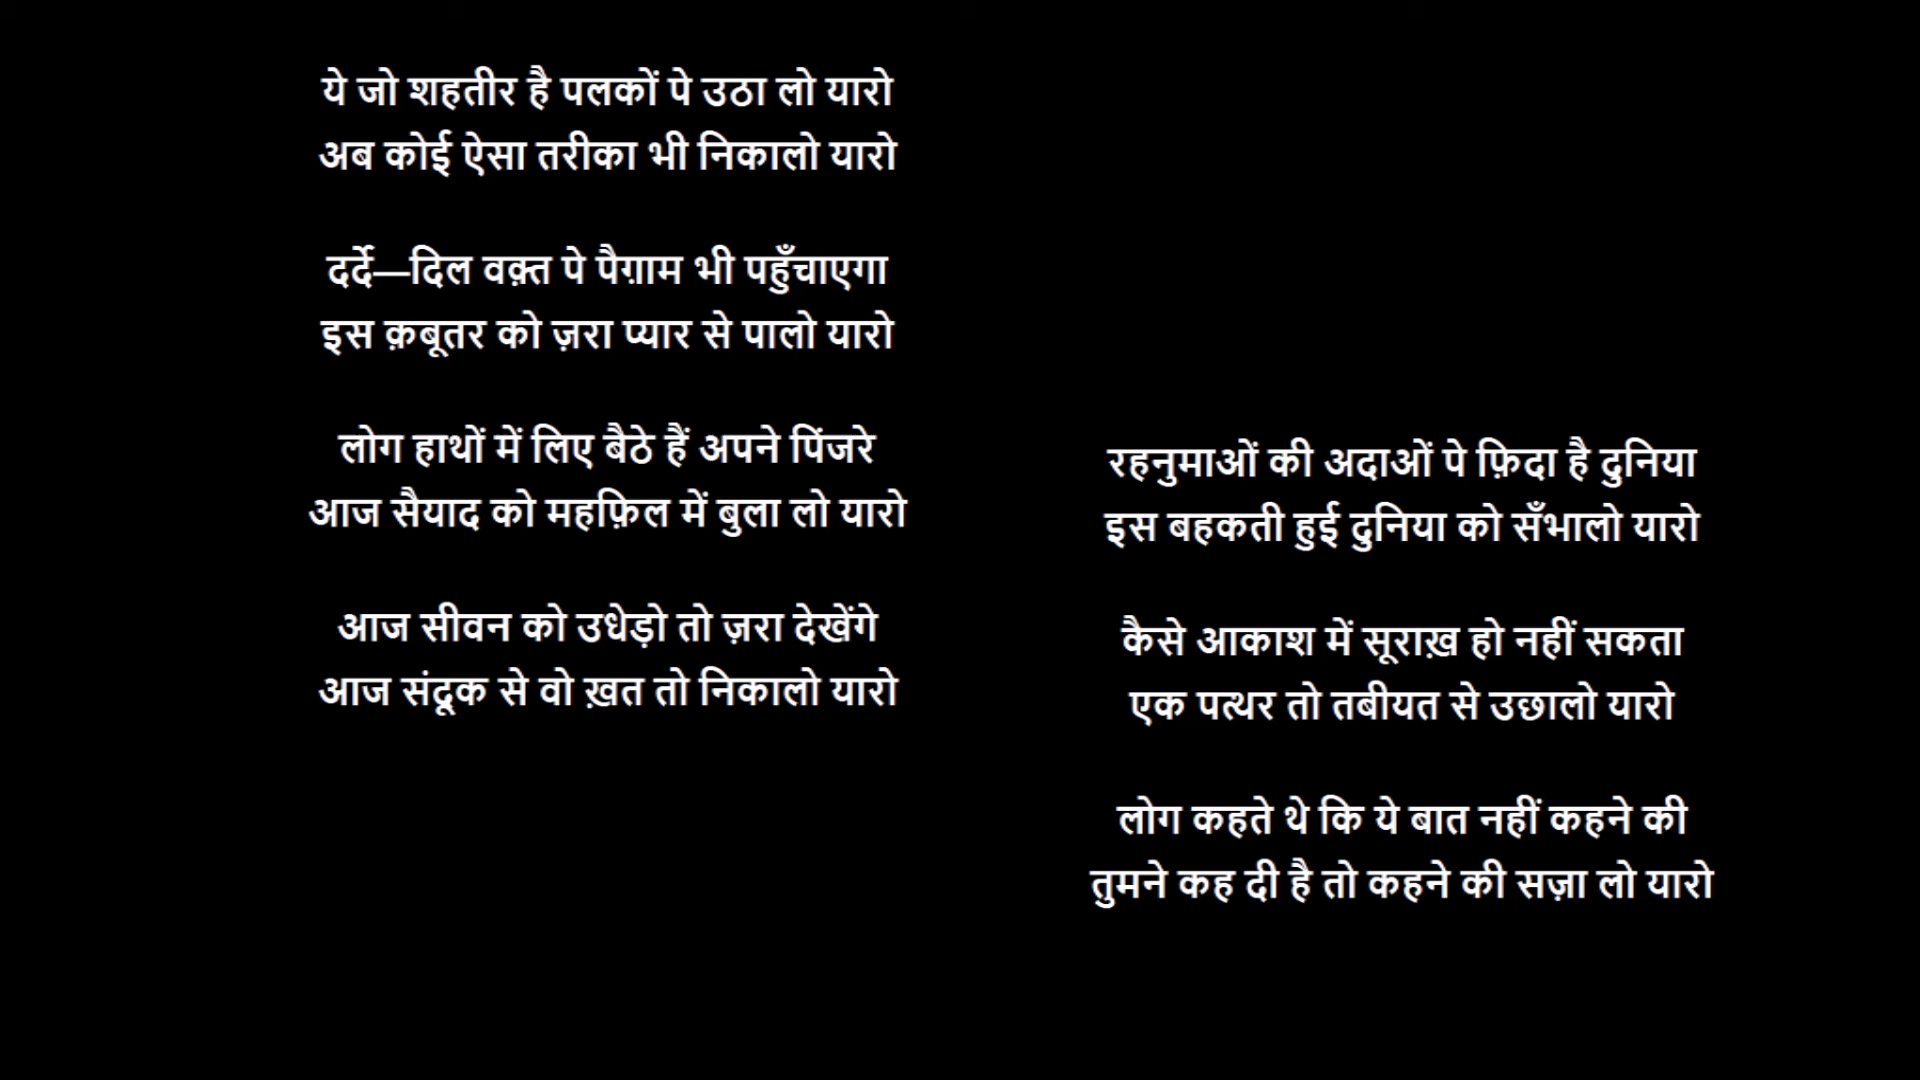 ये जो शहतीर है पलकों पे उठा लो यारो
अब कोई ऐसा तरीका भी निकालो यारो
दर्दे—दिल वक़्त पे पैग़ाम भी पहुँचाएगा
इस क़बूतर को ज़रा प्यार से पालो यारो
लोग हाथों में लिए बैठे हैं अपने पिंजरे
आज सैयाद को महफ़िल में बुला लो यारो
आज सीवन को उधेड़ो तो ज़रा देखेंगे
आज संदूक से वो ख़त तो निकालो यारो
रहनुमाओं की अदाओं पे फ़िदा है दुनिया
इस बहकती हुई दुनिया को सँभालो यारो
कैसे आकाश में सूराख़ हो नहीं सकता
एक पत्थर तो तबीयत से उछालो यारो
लोग कहते थे कि ये बात नहीं कहने की
तुमने कह दी है तो कहने की सज़ा लो यारो